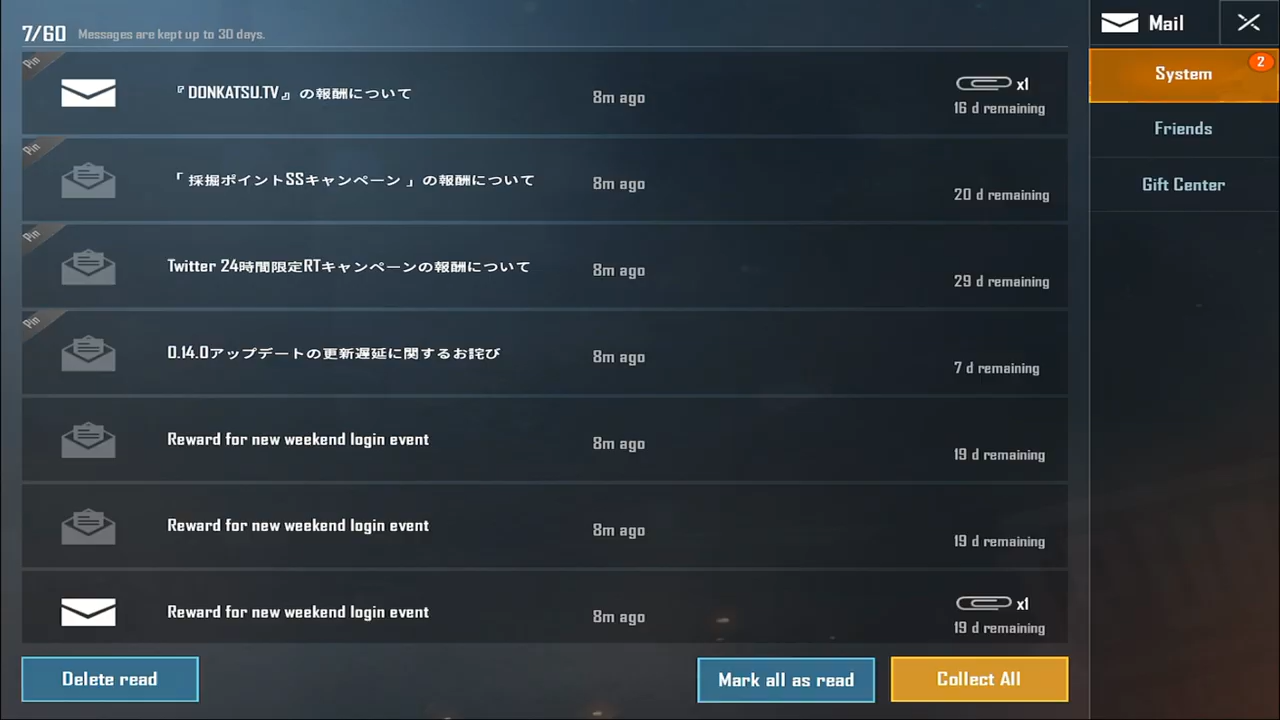 7/60 Messages are kept up to 30 days.
Mail
System 2
Friends
Gift Center
Pin
『DONKATSU.TV』の報酬について 8m ago x1
16 d remaining
Pin
「採掘ポイントSSキャンペーン 」の報酬について 8m ago
20 d remaining
Pin
Twitter 24時間限定RTキャンペーンの報酬について 8m ago
29 d remaining
Pin
0.14.0アップデートの更新遅延に関するお詫び 8m ago
7 d remaining
Reward for new weekend login event 8m ago
19 d remaining
Reward for new weekend login event 8m ago
19 d remaining
Reward for new weekend login event 8m ago x1
19 d remaining
Delete read Mark all as read Collect All